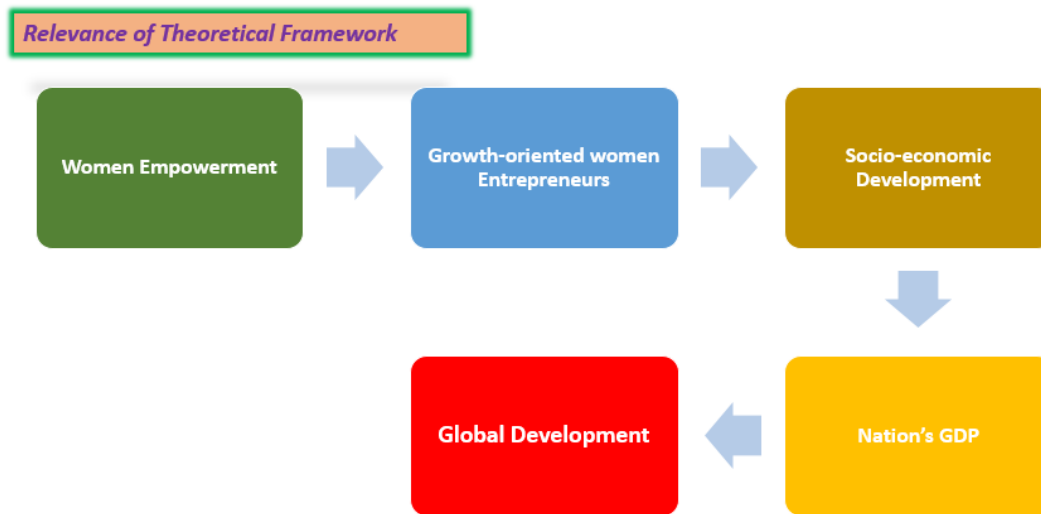 Relevance of Theoretical Framework
Women Empowerment
Growth-oriented women
Entrepreneurs
Socio-economic
Development
Nation's GDP
Global Development